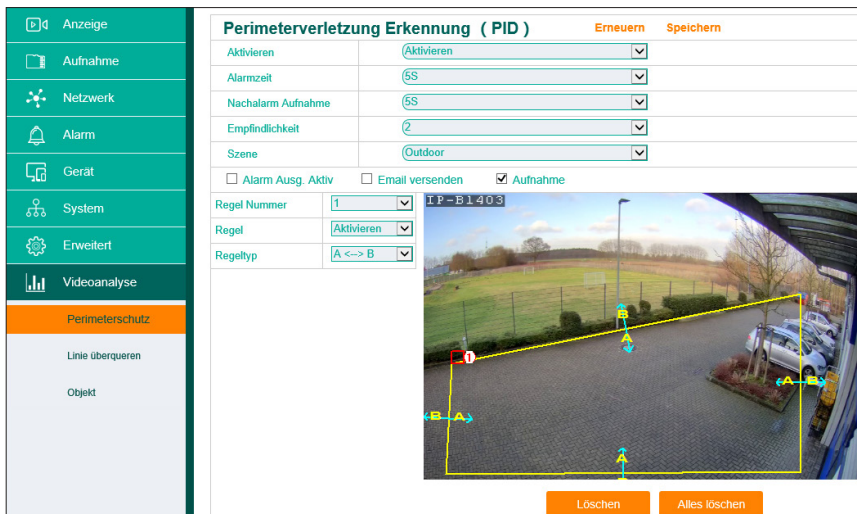 Anzeige
Aufnahme
Netzwerk
Alarm
Gerät
System
Erweitert
Videoanalyse
Perimeterschutz
Linie überqueren
Objekt
Perimeterverletzung Erkennung ( PID )
Erneuern
Speichern
Aktivieren
Aktivieren
Alarmzeit
5S
Nachalarm Aufnahme
5S
Empfindlichkeit
2
Szene
Outdoor
Alarm Ausg. Aktiv
Email versenden
Aufnahme
Regel Nummer
1
Regel
Aktivieren
Regeltyp
A <--> B
IP-B1403
B
A
1
A B
B A
A
B
Löschen
Alles löschen